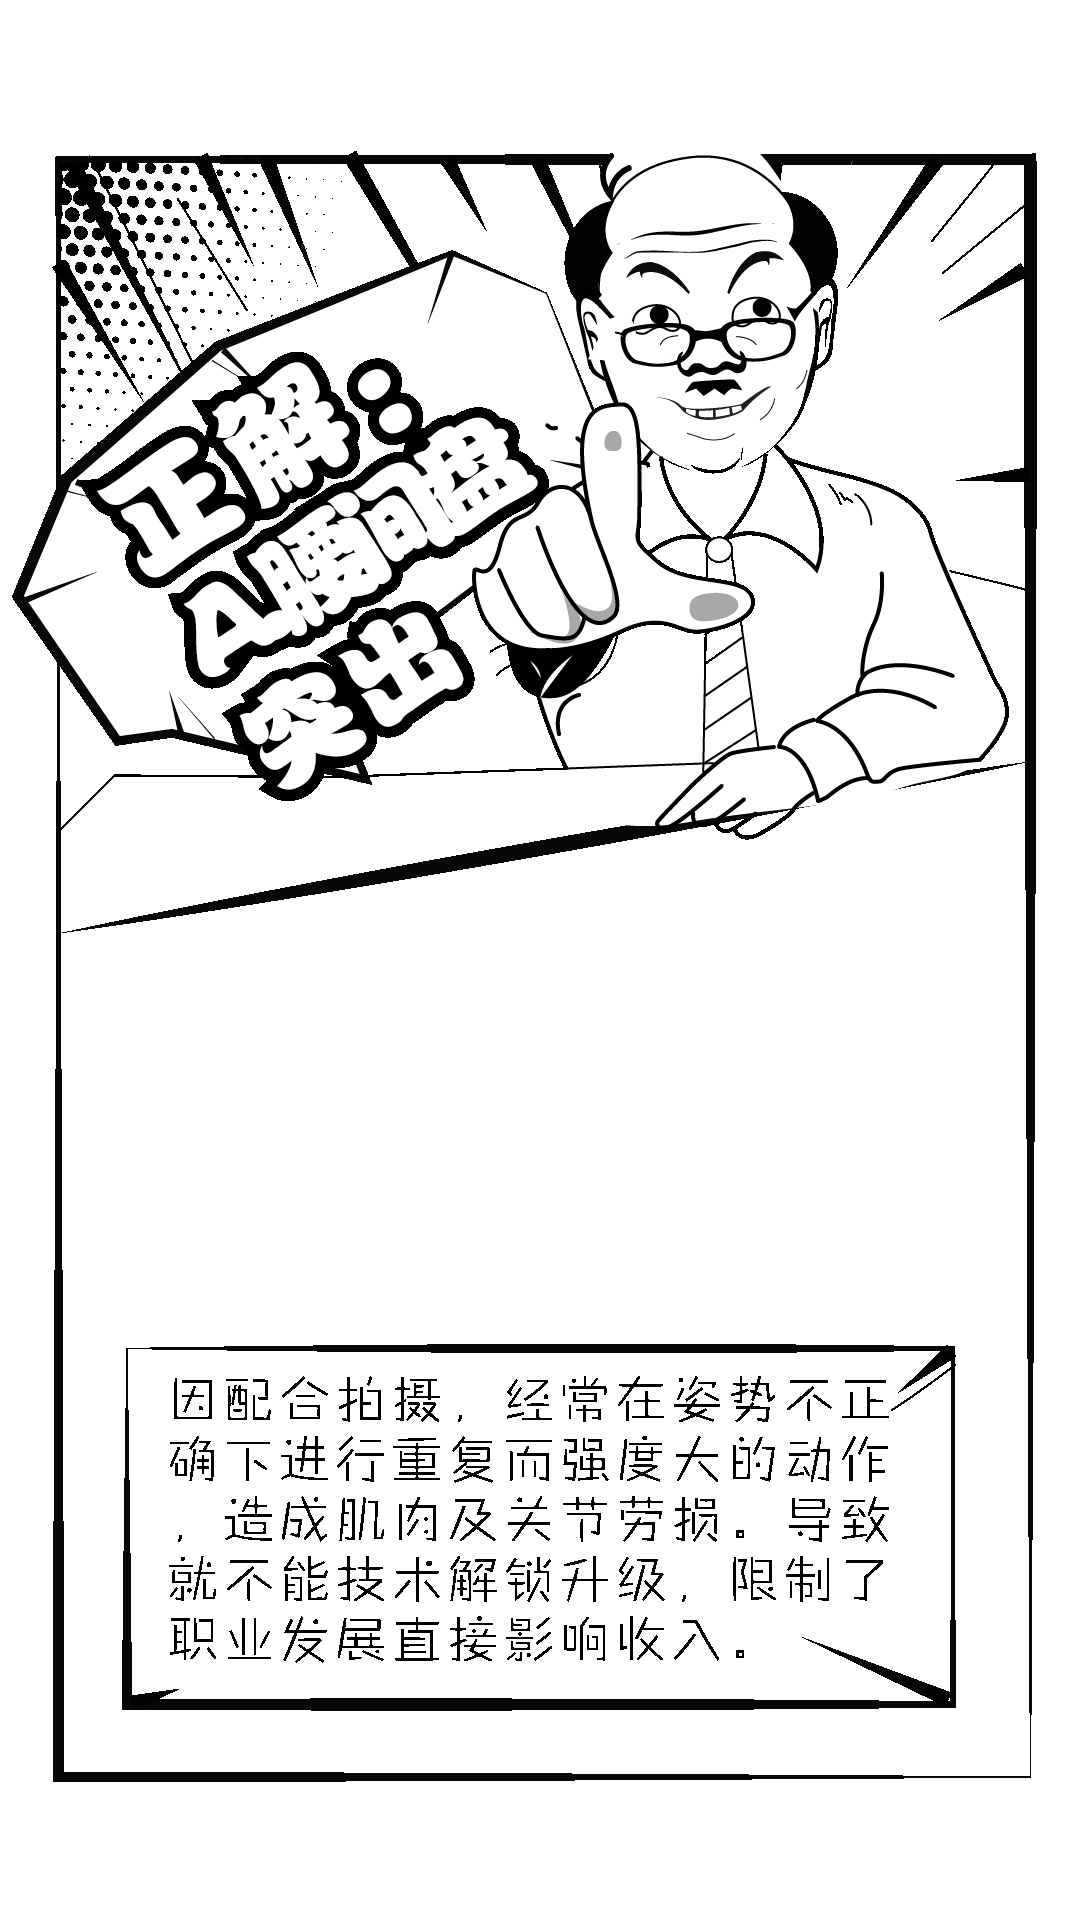 正解：
A腰间盘
突出
因配合拍摄，经常在姿势不正
确下进行重复而强度大的动作
，造成肌肉及关节劳损。导致
就不能技术解锁升级，限制了
职业发展直接影响收入。